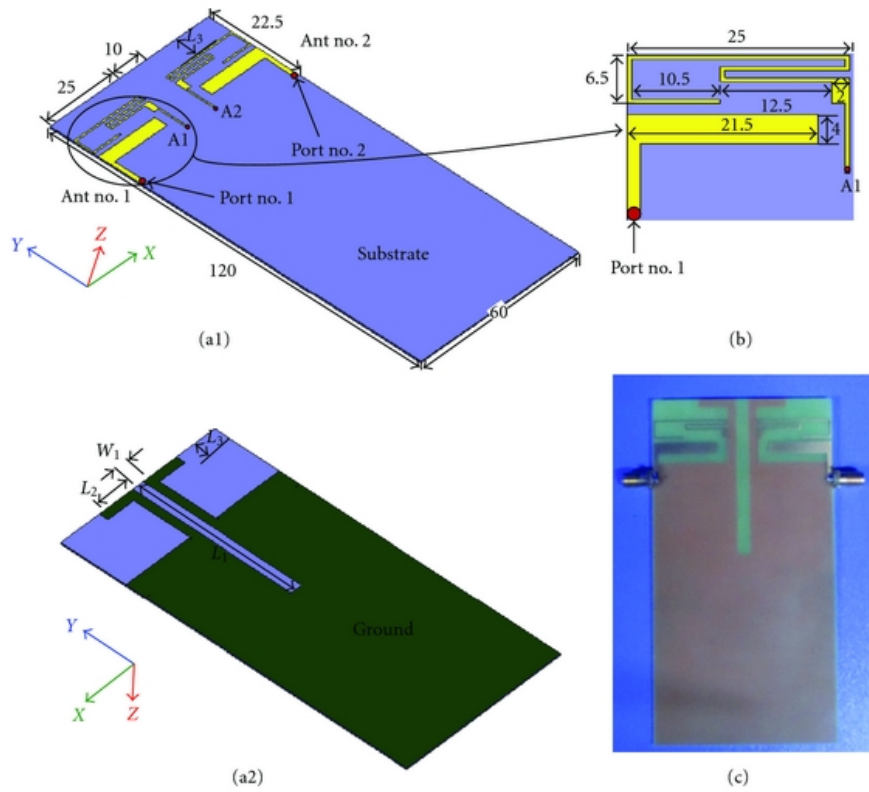 22.5
L3
Ant no. 2
10
25
A2
A1
Port no. 2
Ant no. 1
Port no. 1
Y
Z
X
Substrate
120
60
(a1)
25
6.5
10.5
2
12.5
21.5
4
A1
Port no. 1
(b)
W1
L3
L2
L1
Ground
Y
X
Z
(a2)
(c)